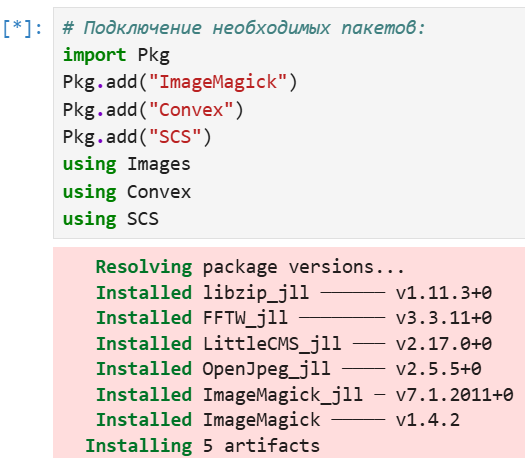 [*]: # Подключение необходимых пакетов:
import Pkg
Pkg.add("ImageMagick")
Pkg.add("Convex")
Pkg.add("SCS")
using Images
using Convex
using SCS
Resolving package versions...
Installed libzip_jll ────── v1.11.3+0
Installed FFTW_jll ──────── v3.3.11+0
Installed LittleCMS_jll ─── v2.17.0+0
Installed OpenJpeg_jll ──── v2.5.5+0
Installed ImageMagick_jll ─ v7.1.2011+0
Installed ImageMagick ───── v1.4.2
Installing 5 artifacts